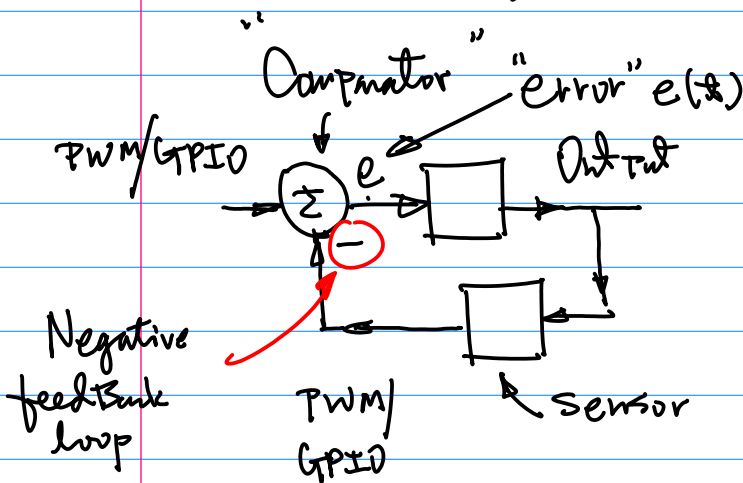 "Comparator"
"error" e(t)
PWM/GPIO
e
Output
Σ
−
Negative
feedback
loop
PWM/
GPIO
sensor